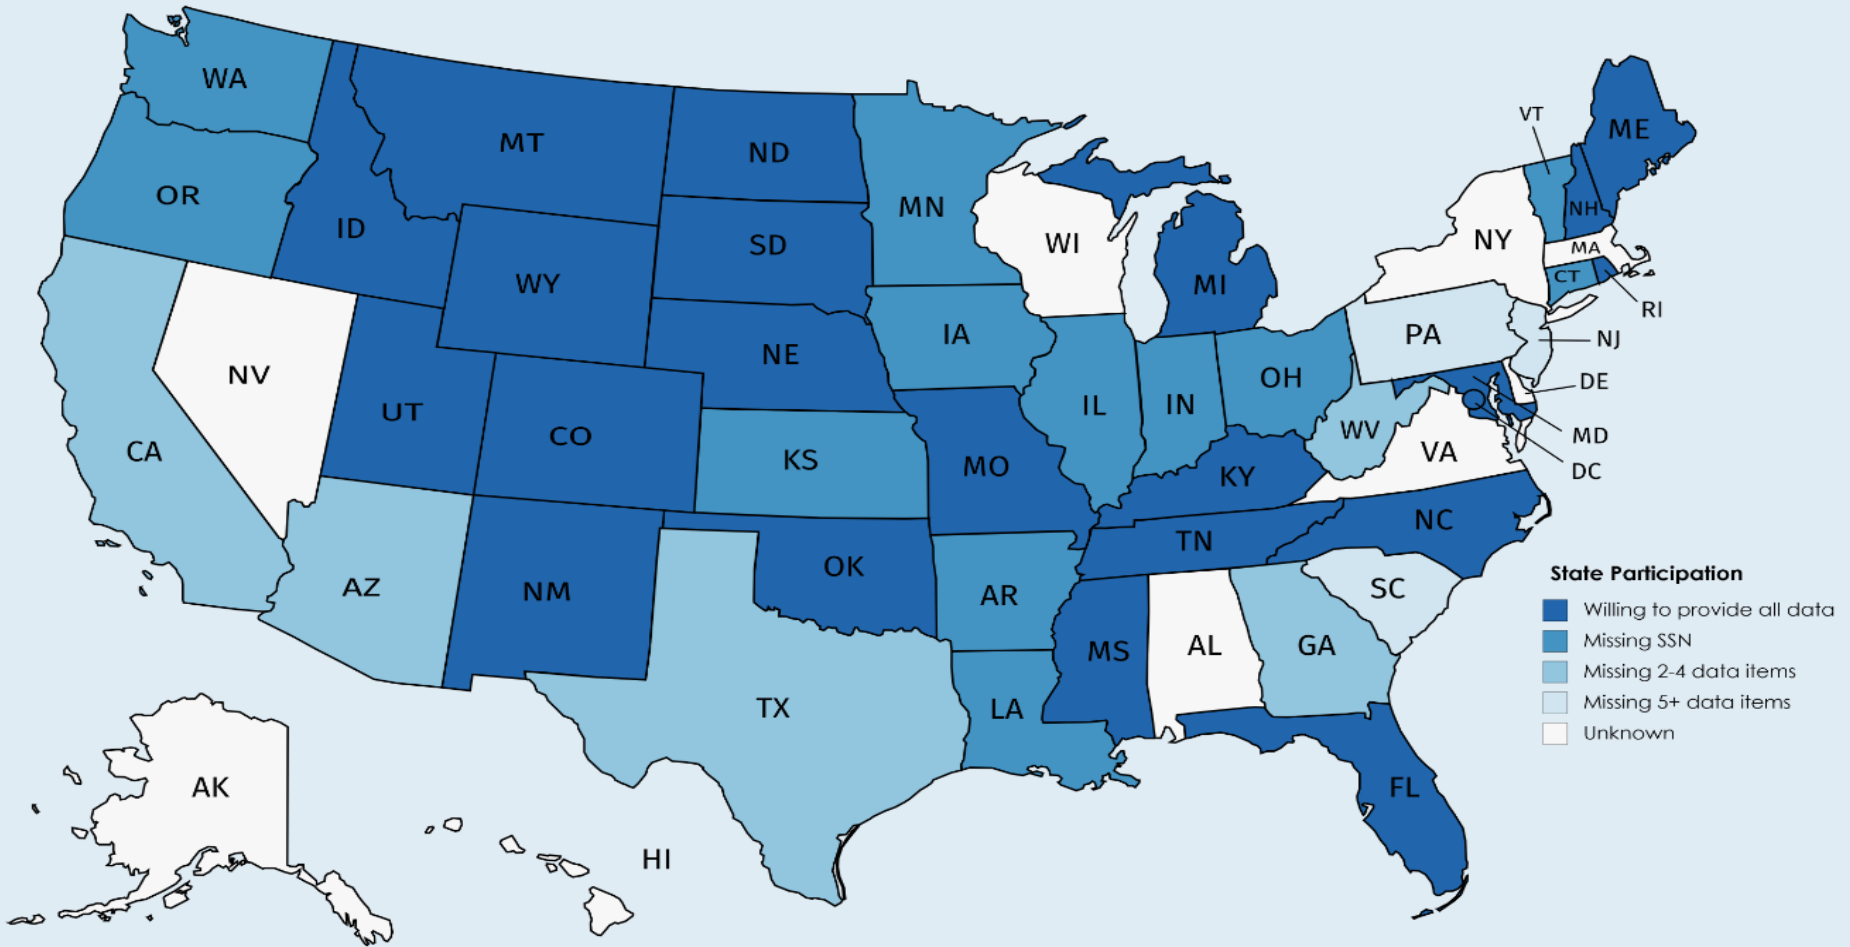 WA
MT
ND
OR
ID
MN
SD
WI
WY
MI
VT
ME
NH
NY
MA
CT
RI
NV
UT
CO
NE
IA
PA
NJ
OH
DE
CA
KS
MO
IL
IN
WV
MD
VA
DC
KY
AZ
NM
OK
AR
TN
NC
SC
TX
LA
MS
AL
GA
FL
AK
HI
State Participation
Willing to provide all data
Missing SSN
Missing 2-4 data items
Missing 5+ data items
Unknown